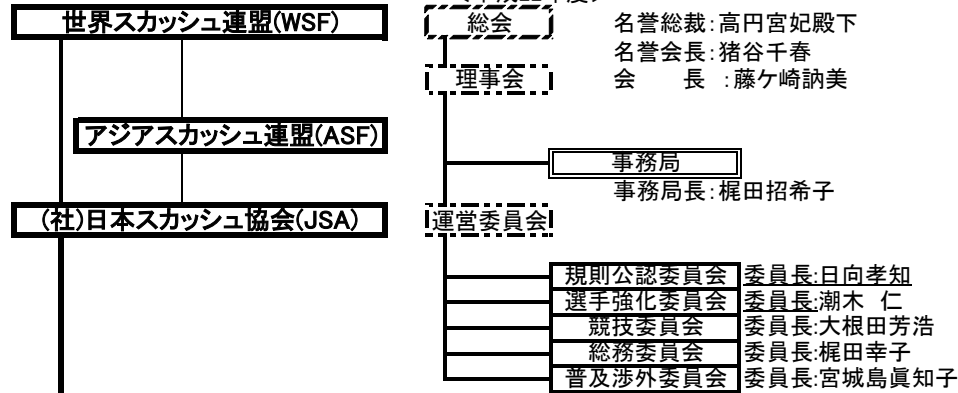 世界スカッシュ連盟(WSF)
総会
名誉総裁:高円宮妃殿下
名誉会長:猪谷千春
理事会
会　　長　:藤ケ崎訥美
アジアスカッシュ連盟(ASF)
事務局
事務局長:梶田招希子
(社)日本スカッシュ協会(JSA)
運営委員会
規則公認委員会 委員長:日向孝知
選手強化委員会 委員長:潮木　仁
競技委員会 委員長:大根田芳浩
総務委員会 委員長:梶田幸子
普及渉外委員会 委員長:宮城島眞知子